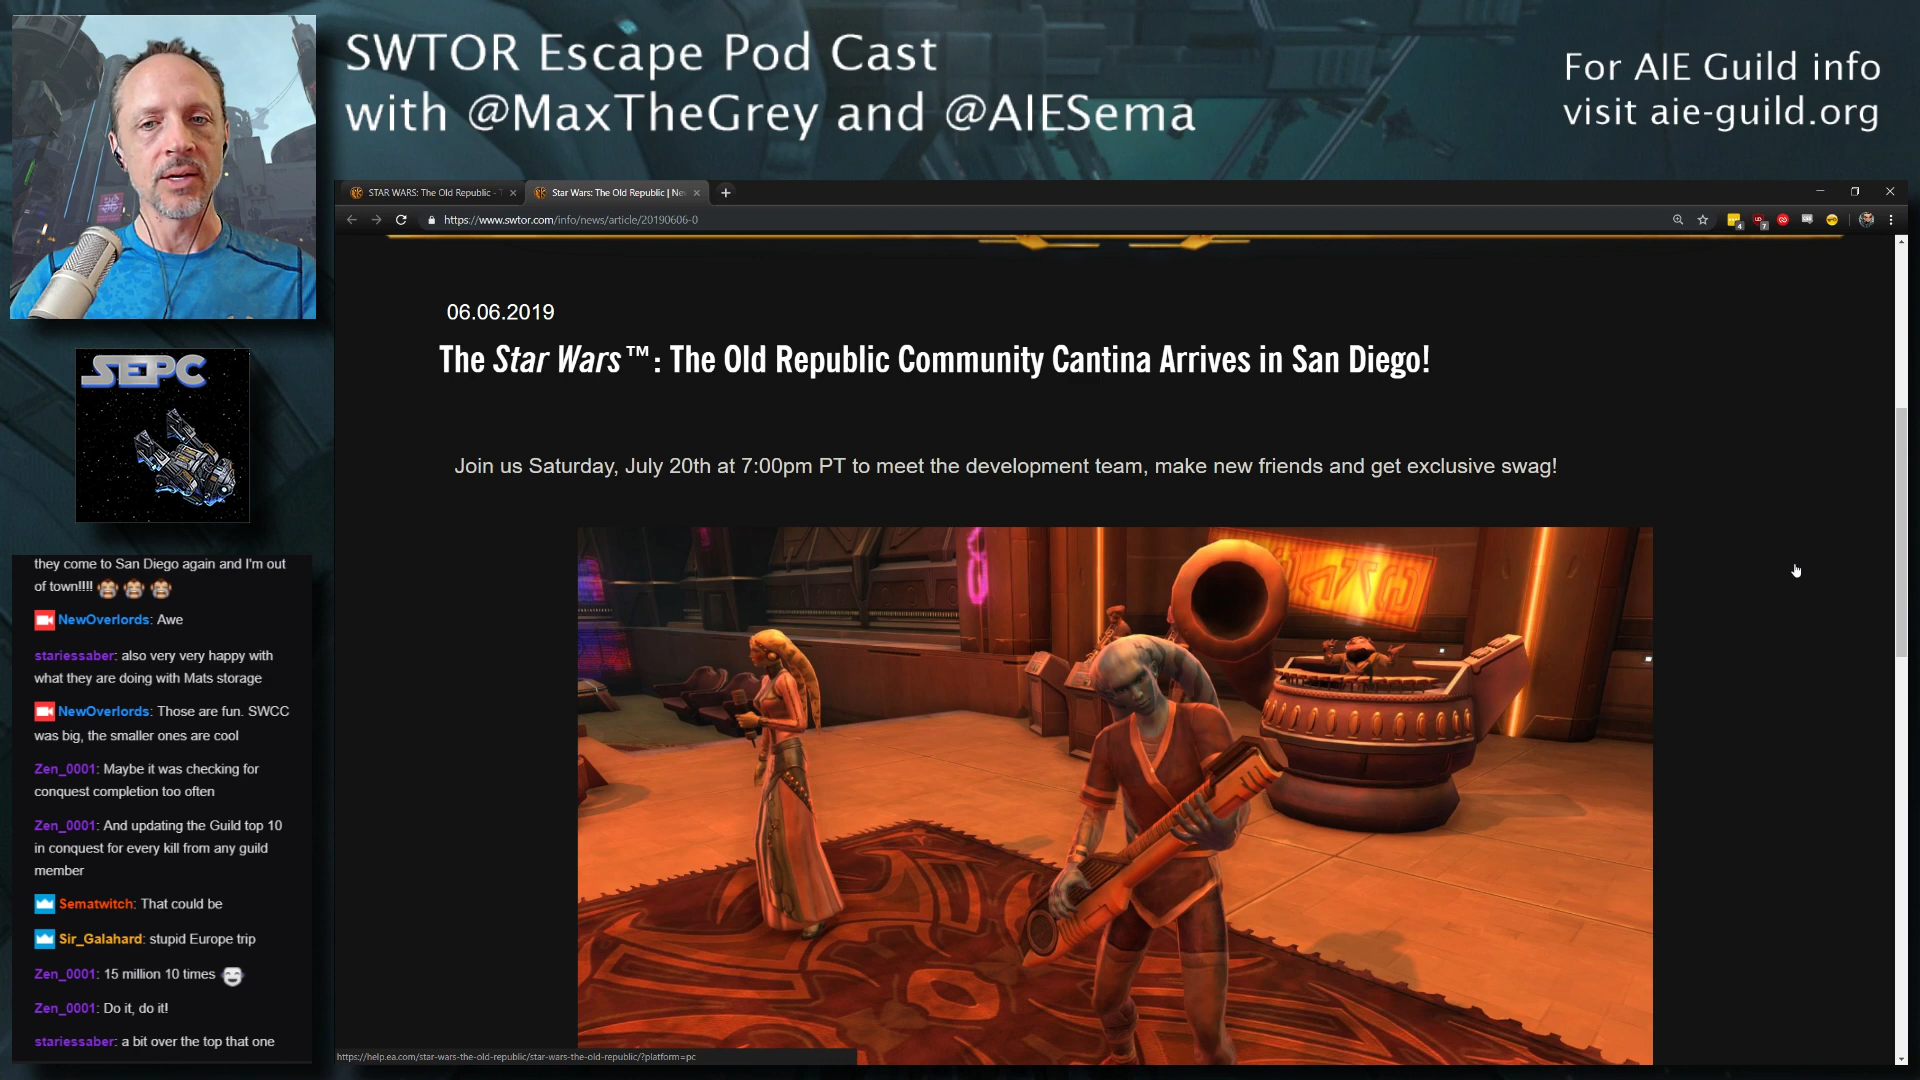 SWTOR Escape Pod Cast
with @MaxTheGrey and @AIESema
For AIE Guild info
visit aie-guild.org
STAR WARS: The Old Republic - T
Star Wars: The Old Republic | Ne
https://www.swtor.com/info/news/article/20190606-0
06.06.2019
The Star Wars™: The Old Republic Community Cantina Arrives in San Diego!
Join us Saturday, July 20th at 7:00pm PT to meet the development team, make new friends and get exclusive swag!
SEPC
they come to San Diego again and I'm out
of town!!!!
NewOverlords: Awe
stariessaber: also very very happy with
what they are doing with Mats storage
NewOverlords: Those are fun. SWCC
was big, the smaller ones are cool
Zen_0001: Maybe it was checking for
conquest completion too often
Zen_0001: And updating the Guild top 10
in conquest for every kill from any guild
member
Sematwitch: That could be
Sir_Galahard: stupid Europe trip
Zen_0001: 15 million 10 times
Zen_0001: Do it, do it!
stariessaber: a bit over the top that one
https://help.ea.com/star-wars-the-old-republic/star-wars-the-old-republic/?platform=pc